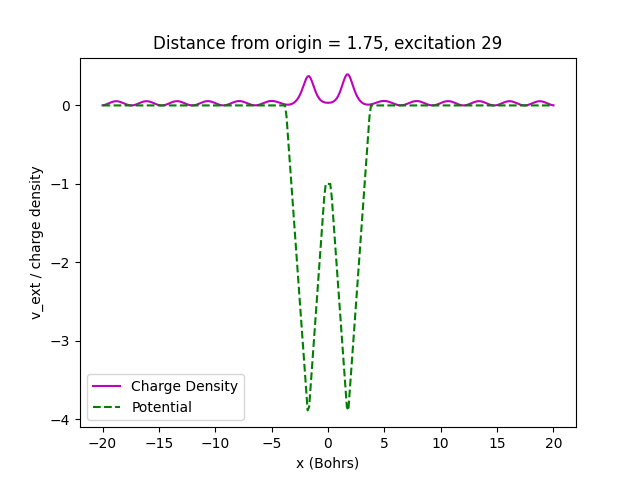 Distance from origin = 1.75, excitation 29
v_ext / charge density
0
−1
−2
−3
−4
Charge Density
Potential
−20 −15 −10 −5 0 5 10 15 20
x (Bohrs)